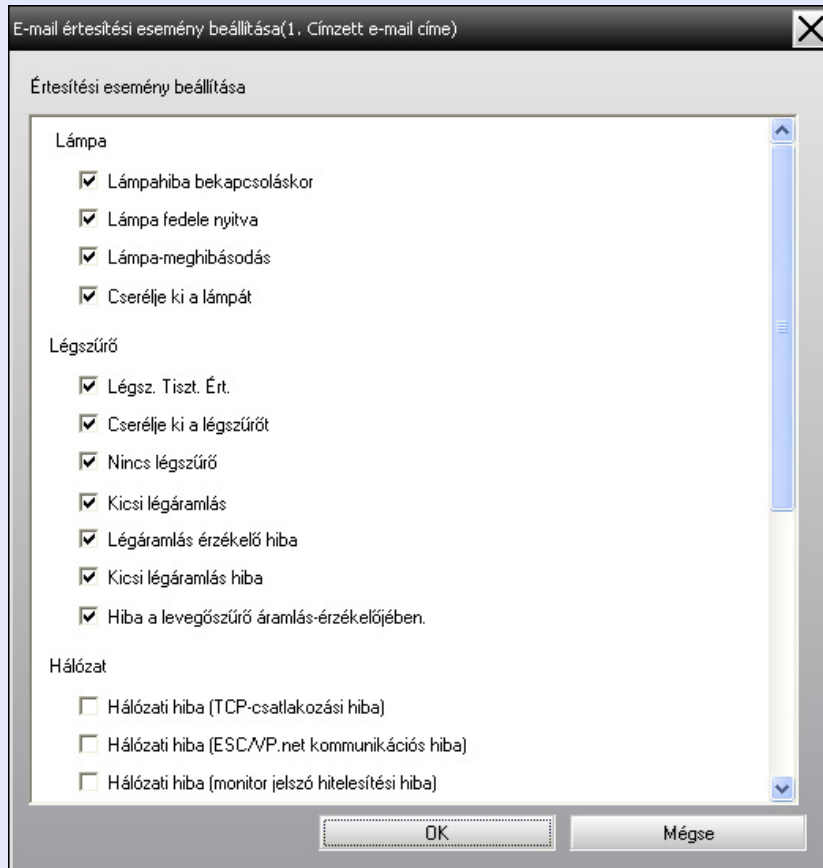 E-mail értesítési esemény beállítása(1. Címzett e-mail címe)
Értesítési esemény beállítása
Lámpa
Lámpahiba bekapcsoláskor
Lámpa fedele nyitva
Lámpa-meghibásodás
Cserélje ki a lámpát
Légszűrő
Légsz. Tiszt. Ért.
Cserélje ki a légszűrőt
Nincs légszűrő
Kicsi légáramlás
Légáramlás érzékelő hiba
Kicsi légáramlás hiba
Hiba a levegőszűrő áramlás-érzékelőjében.
Hálózat
Hálózati hiba (TCP-csatlakozási hiba)
Hálózati hiba (ESC/VP.net kommunikációs hiba)
Hálózati hiba (monitor jelszó hitelesítési hiba)
OK Mégse